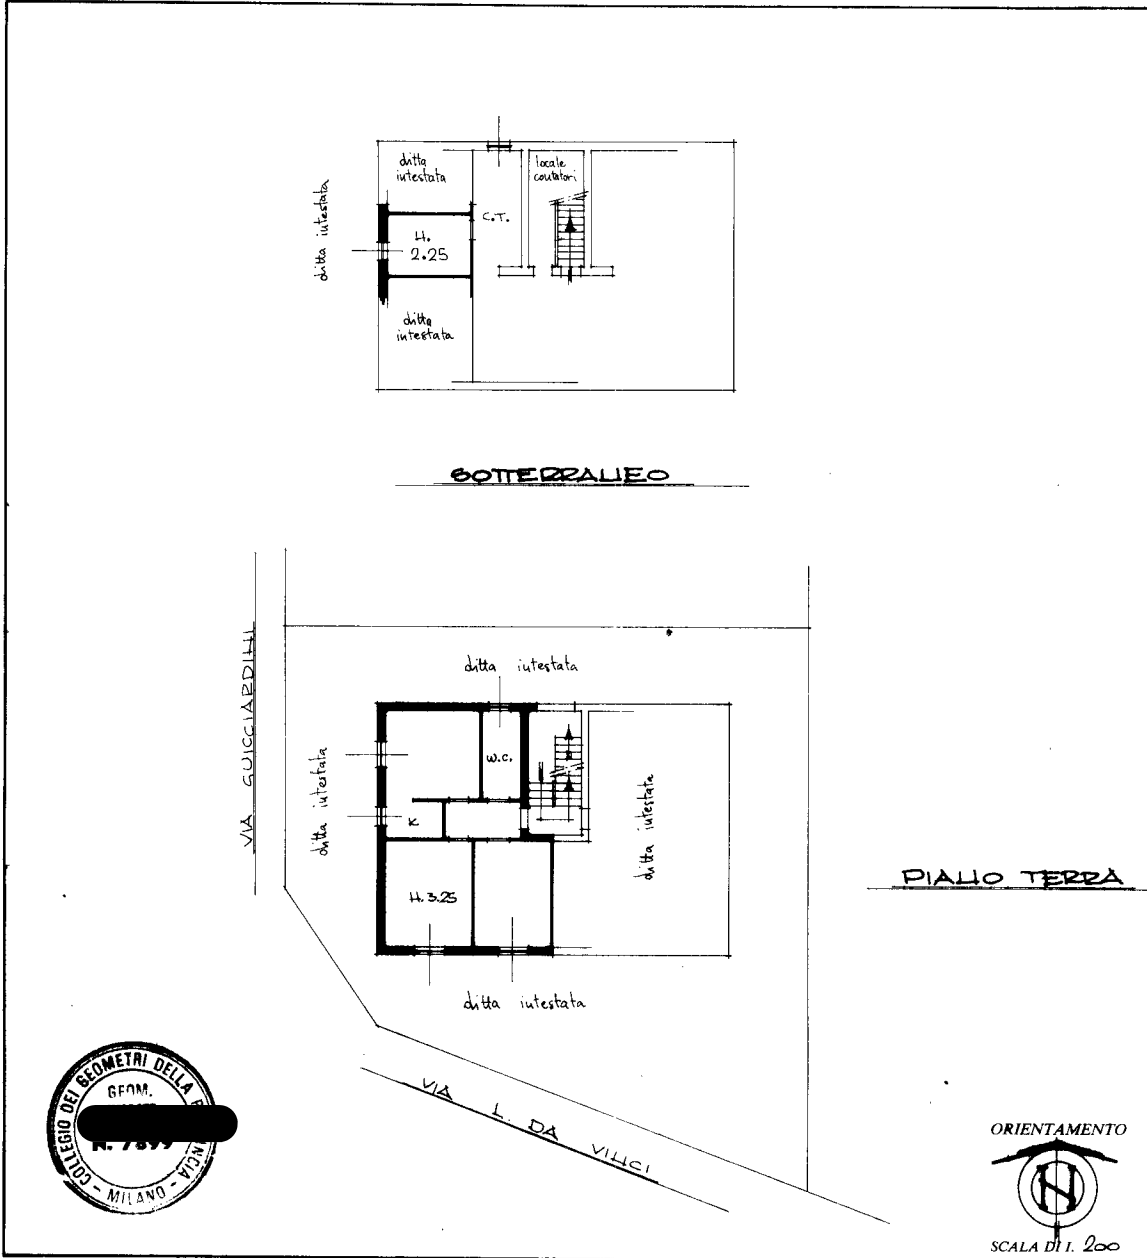 ditta
intestata
locale
contatori
C.T.
H.
2.25
ditta intestata
ditta
intestata
SOTTERRANEO
VIA GUICCIARDINI
ditta intestata
w.c.
ditta intestata
K
ditta intestata
H. 3.25
PIANO TERRA
ditta intestata
VIA L. DA VINCI
COLLEGIO DEI GEOMETRI DELLA
MILANO
GEOM.
ORIENTAMENTO
N
SCALA DI 1: 200